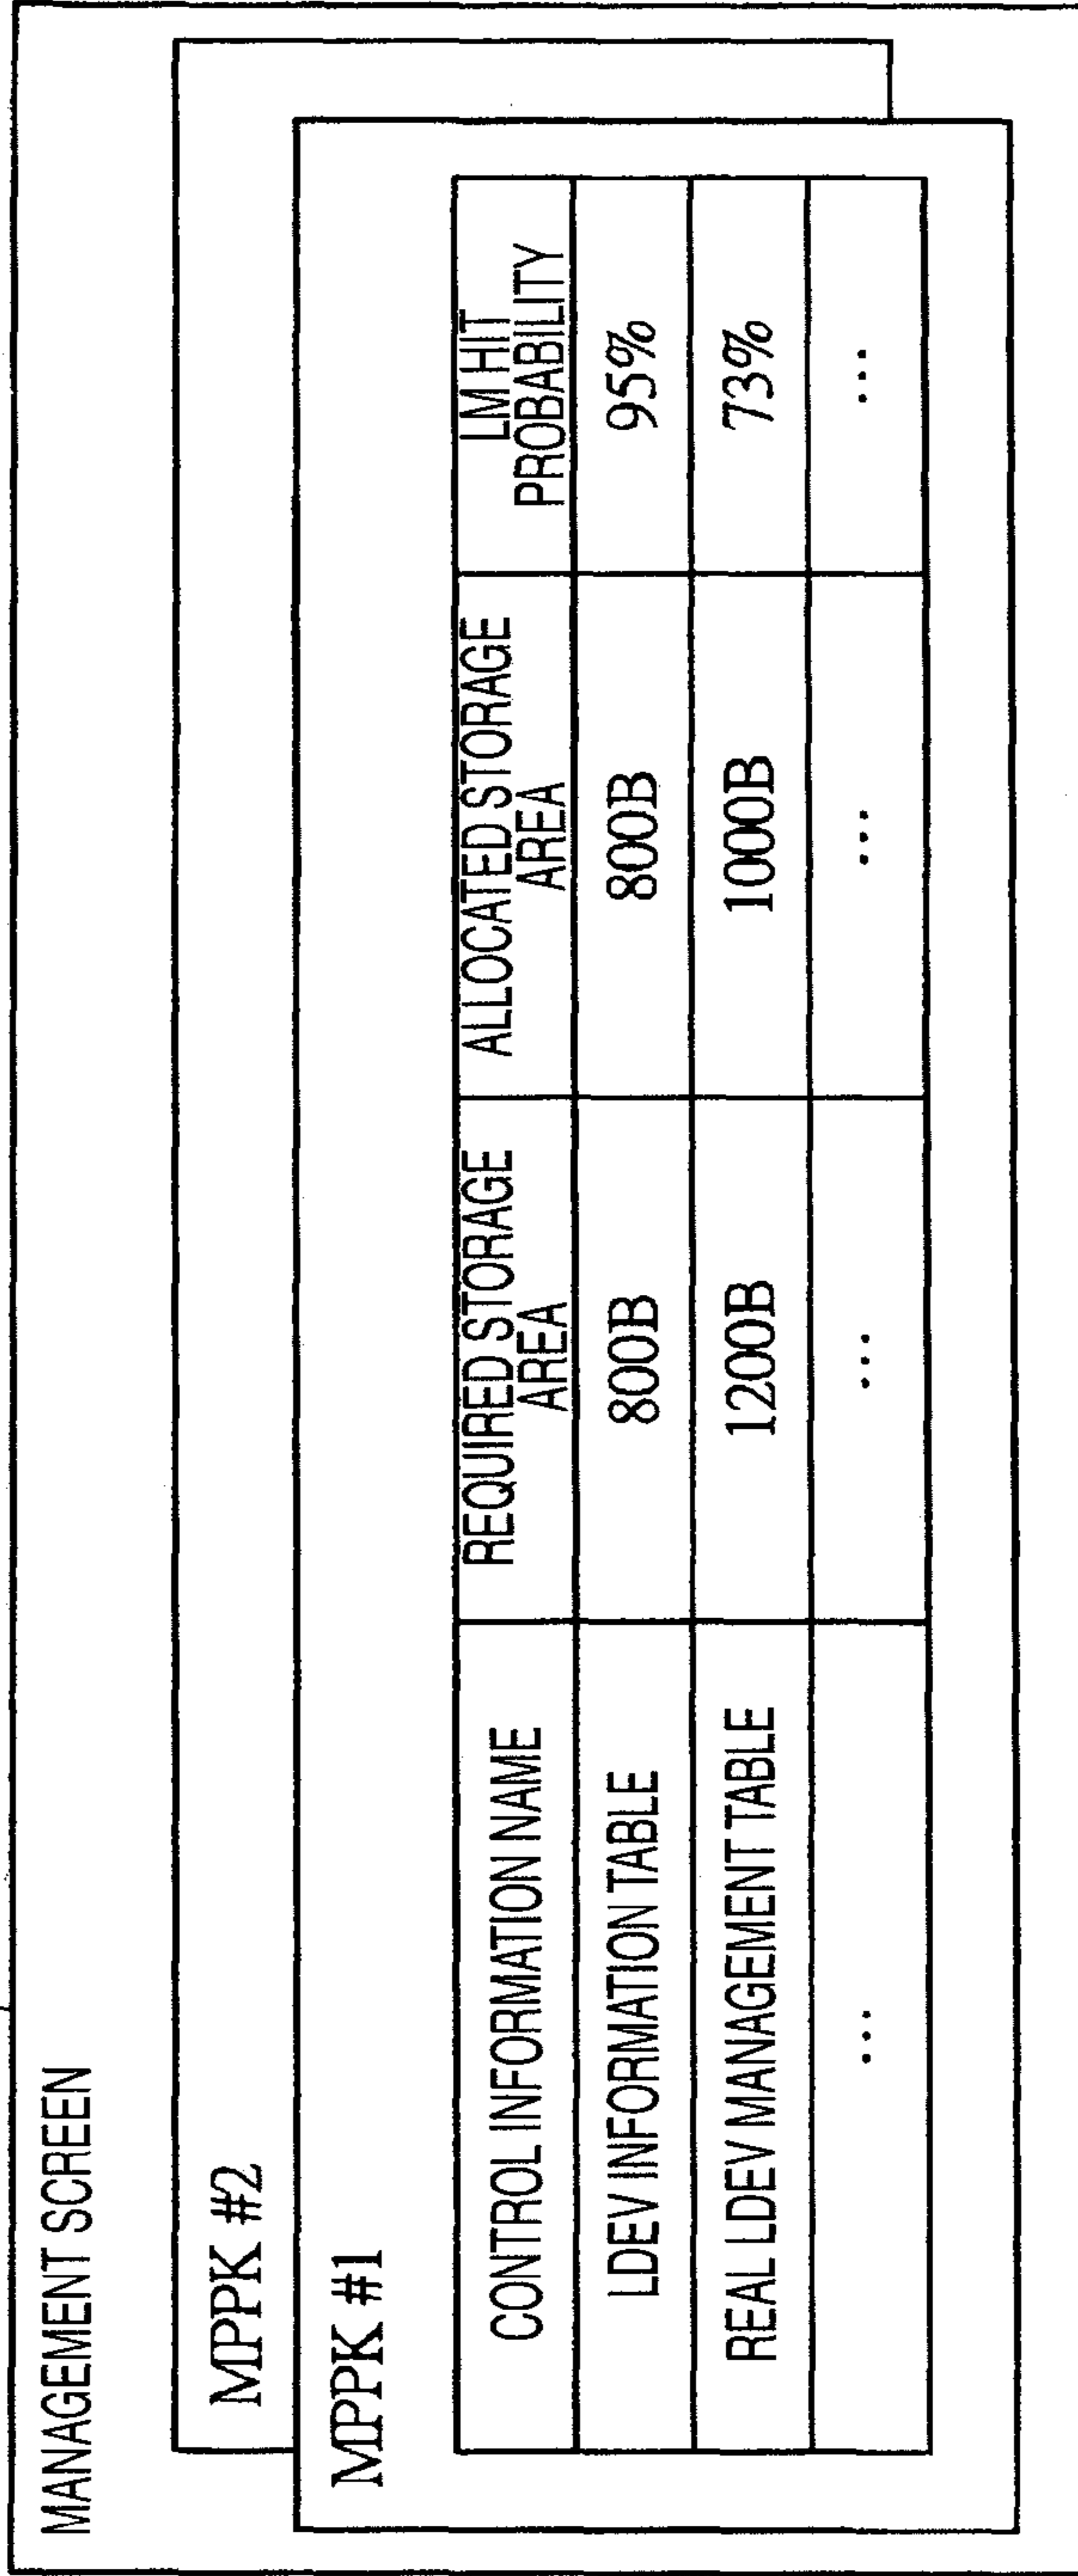 MANAGEMENT SCREEN
MPPK #2
MPPK #1
CONTROL INFORMATION NAME
REQUIRED STORAGE
AREA
ALLOCATED STORAGE
AREA
LM HIT
PROBABILITY
LDEV INFORMATION TABLE
800B
800B
95%
REAL LDEV MANAGEMENT TABLE
1200B
1000B
73%
...
...
...
...